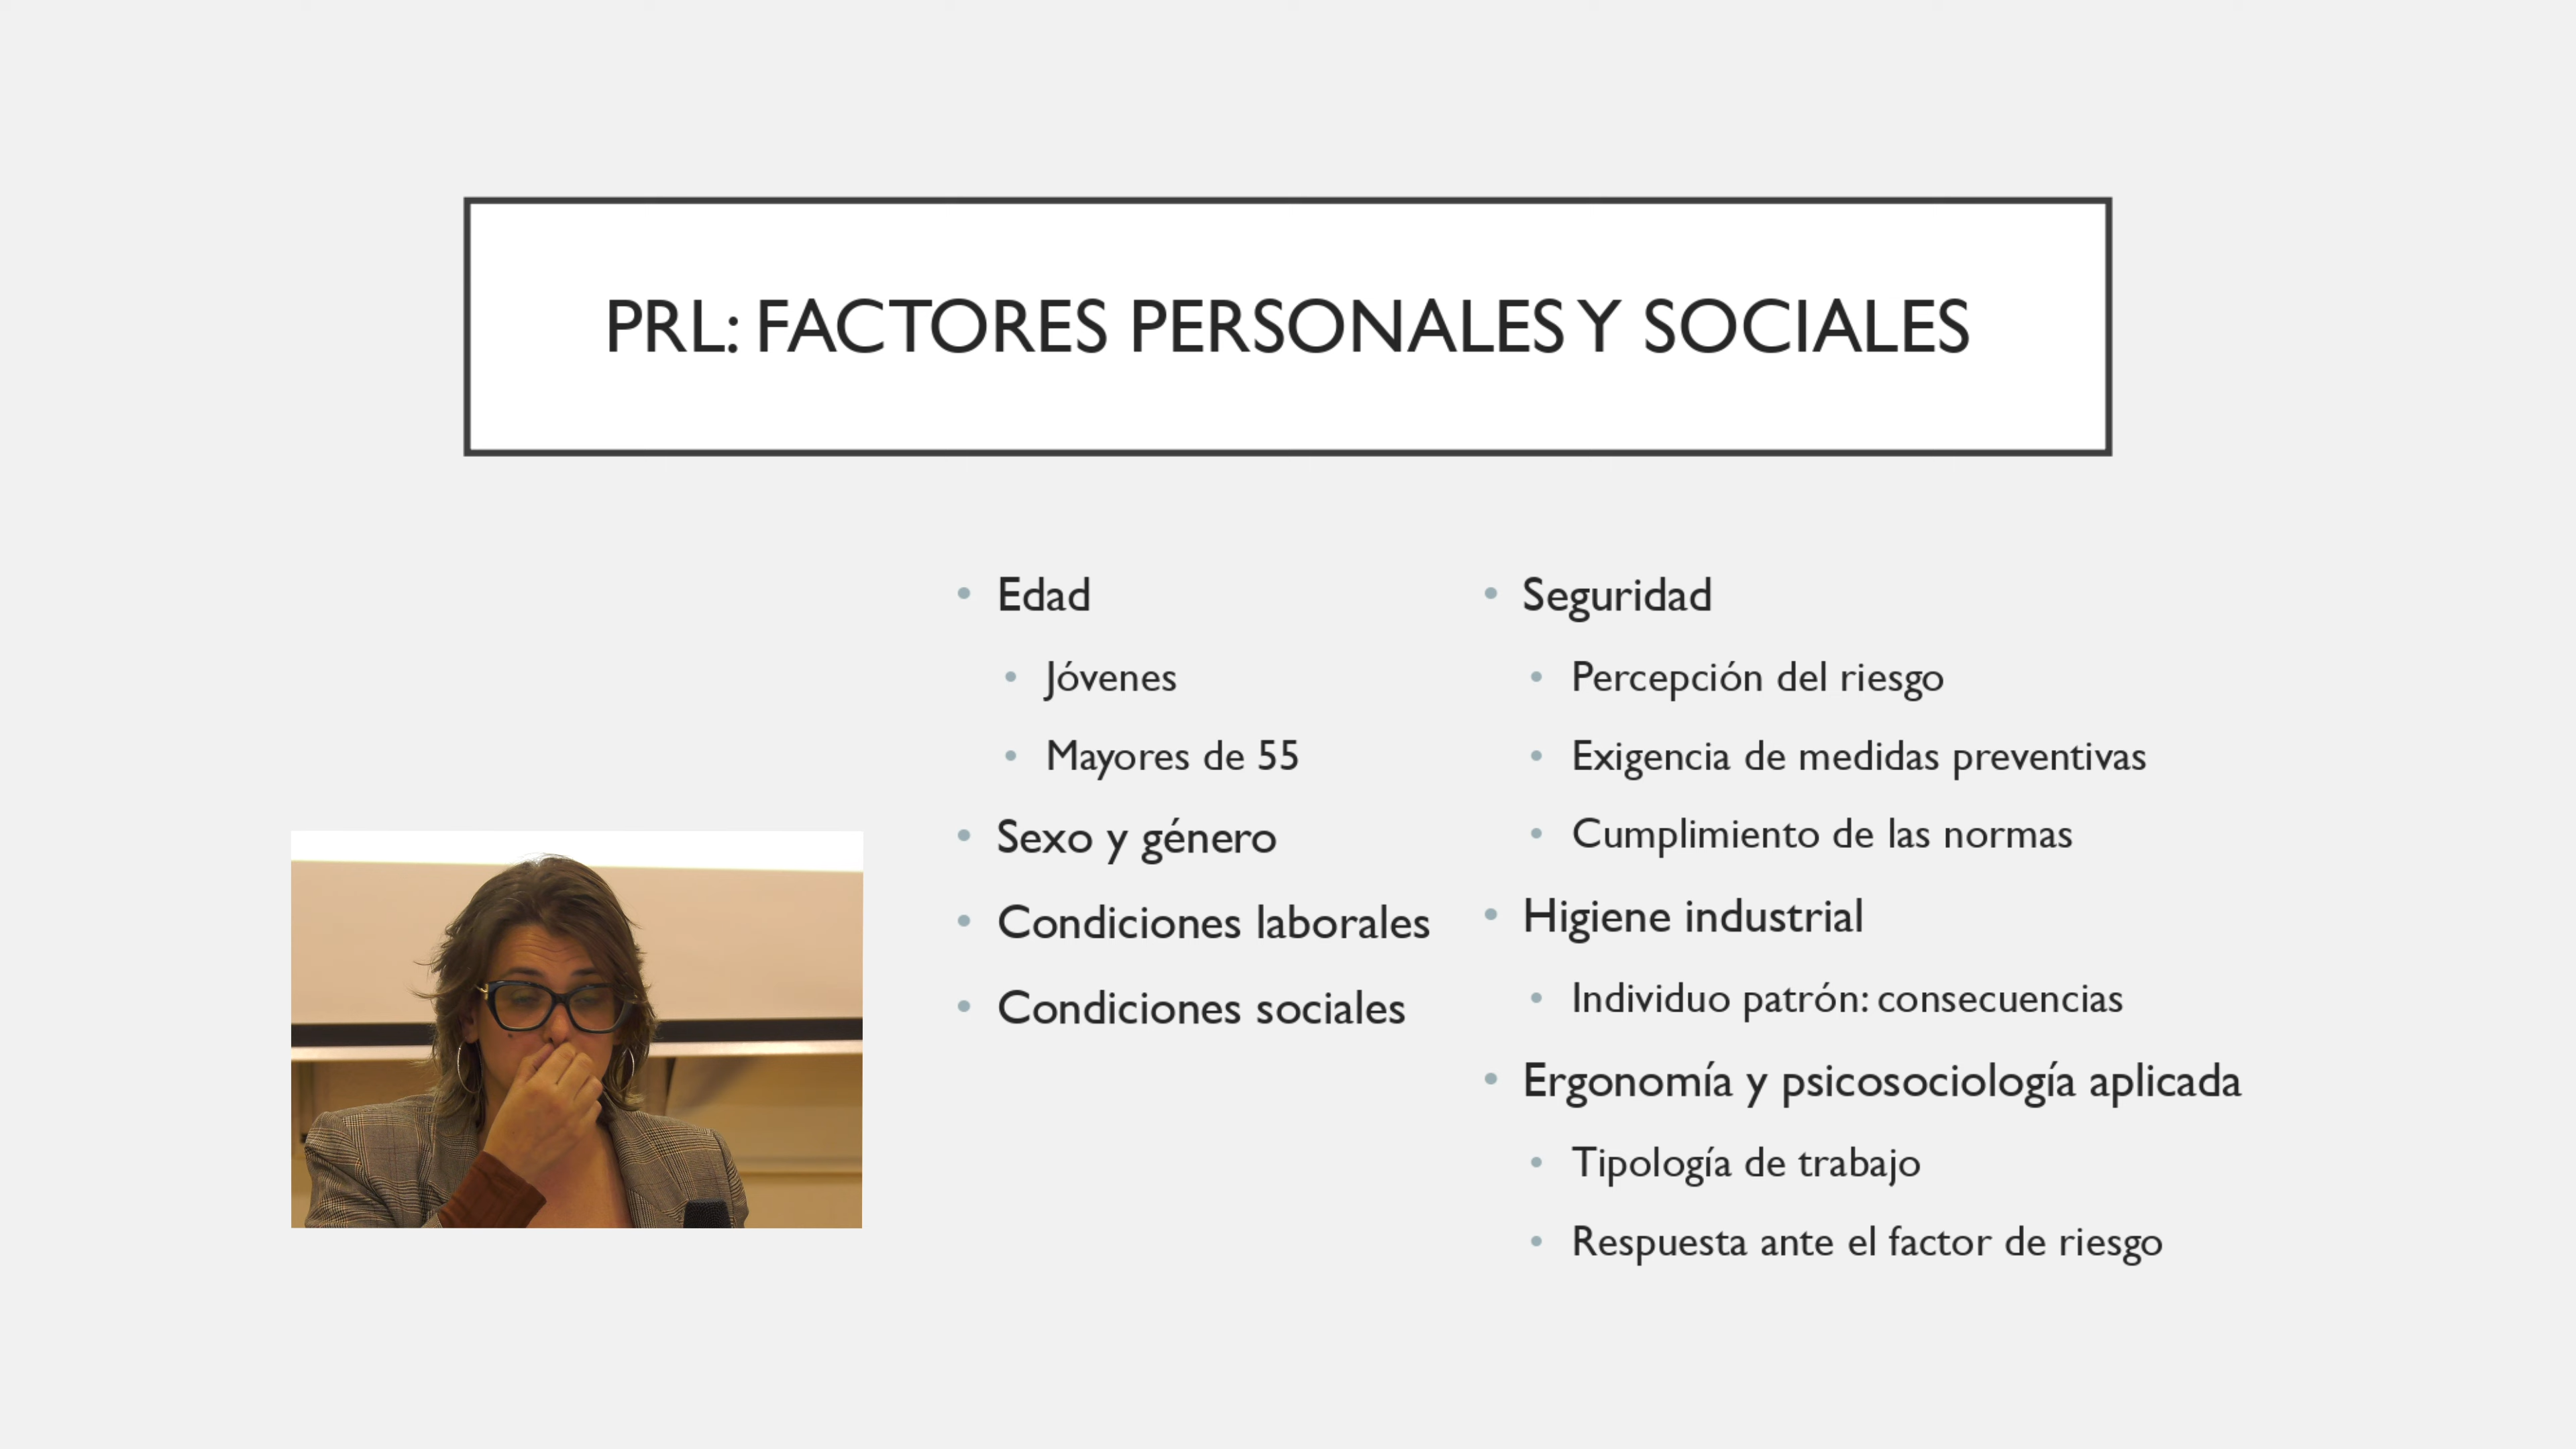 PRL: FACTORES PERSONALES Y SOCIALES
Edad
Jóvenes
Mayores de 55
Sexo y género
Condiciones laborales
Condiciones sociales
Seguridad
Percepción del riesgo
Exigencia de medidas preventivas
Cumplimiento de las normas
Higiene industrial
Individuo patrón: consecuencias
Ergonomía y psicosociología aplicada
Tipología de trabajo
Respuesta ante el factor de riesgo